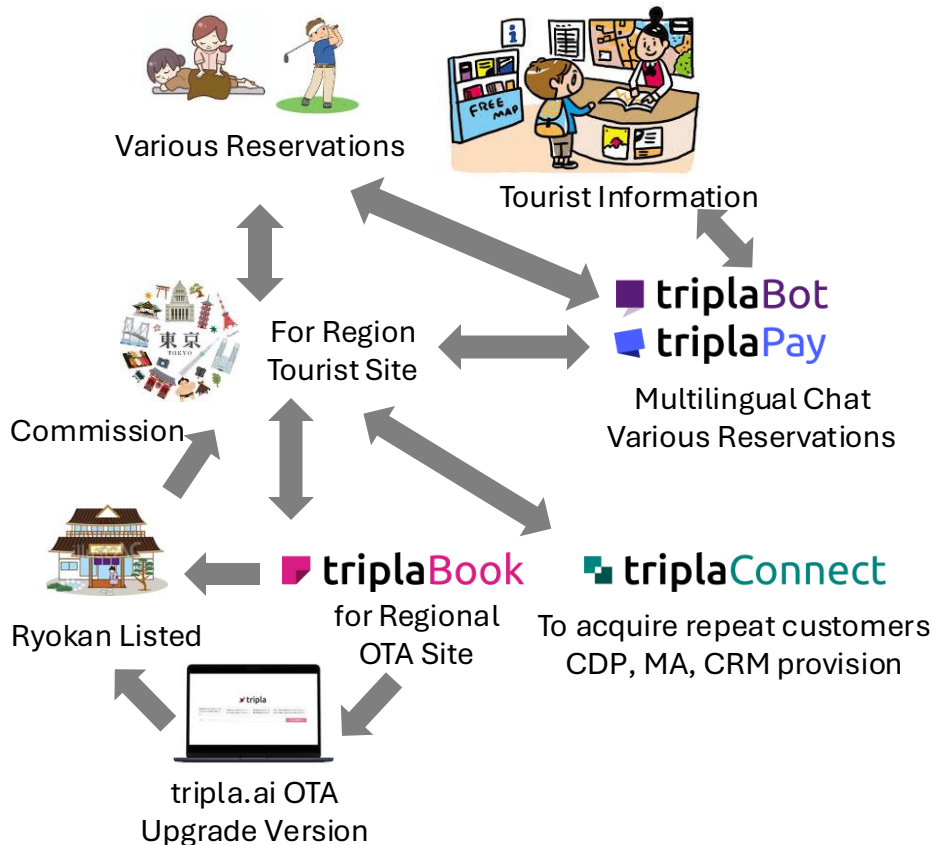 i
FREE
MAP
Various Reservations
Tourist Information
東京
TOKYO
For Region
Tourist Site
triplaBot
triplaPay
Multilingual Chat
Various Reservations
Commission
triplaBook
for Regional
OTA Site
triplaConnect
To acquire repeat customers
CDP, MA, CRM provision
Ryokan Listed
tripla
tripla.ai OTA
Upgrade Version